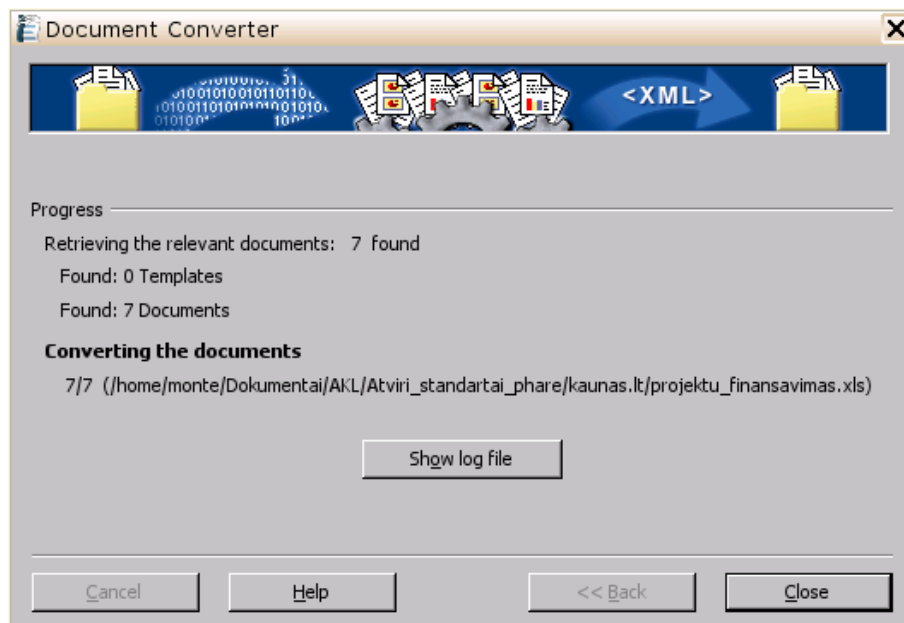 Document Converter
<XML>
Progress
Retrieving the relevant documents: 7 found
Found: 0 Templates
Found: 7 Documents
Converting the documents
7/7 (/home/monte/Dokumentai/AKL/Atviri_standartai_phare/kaunas.lt/projektu_finansavimas.xls)
Show log file
Cancel
Help
<< Back
Close